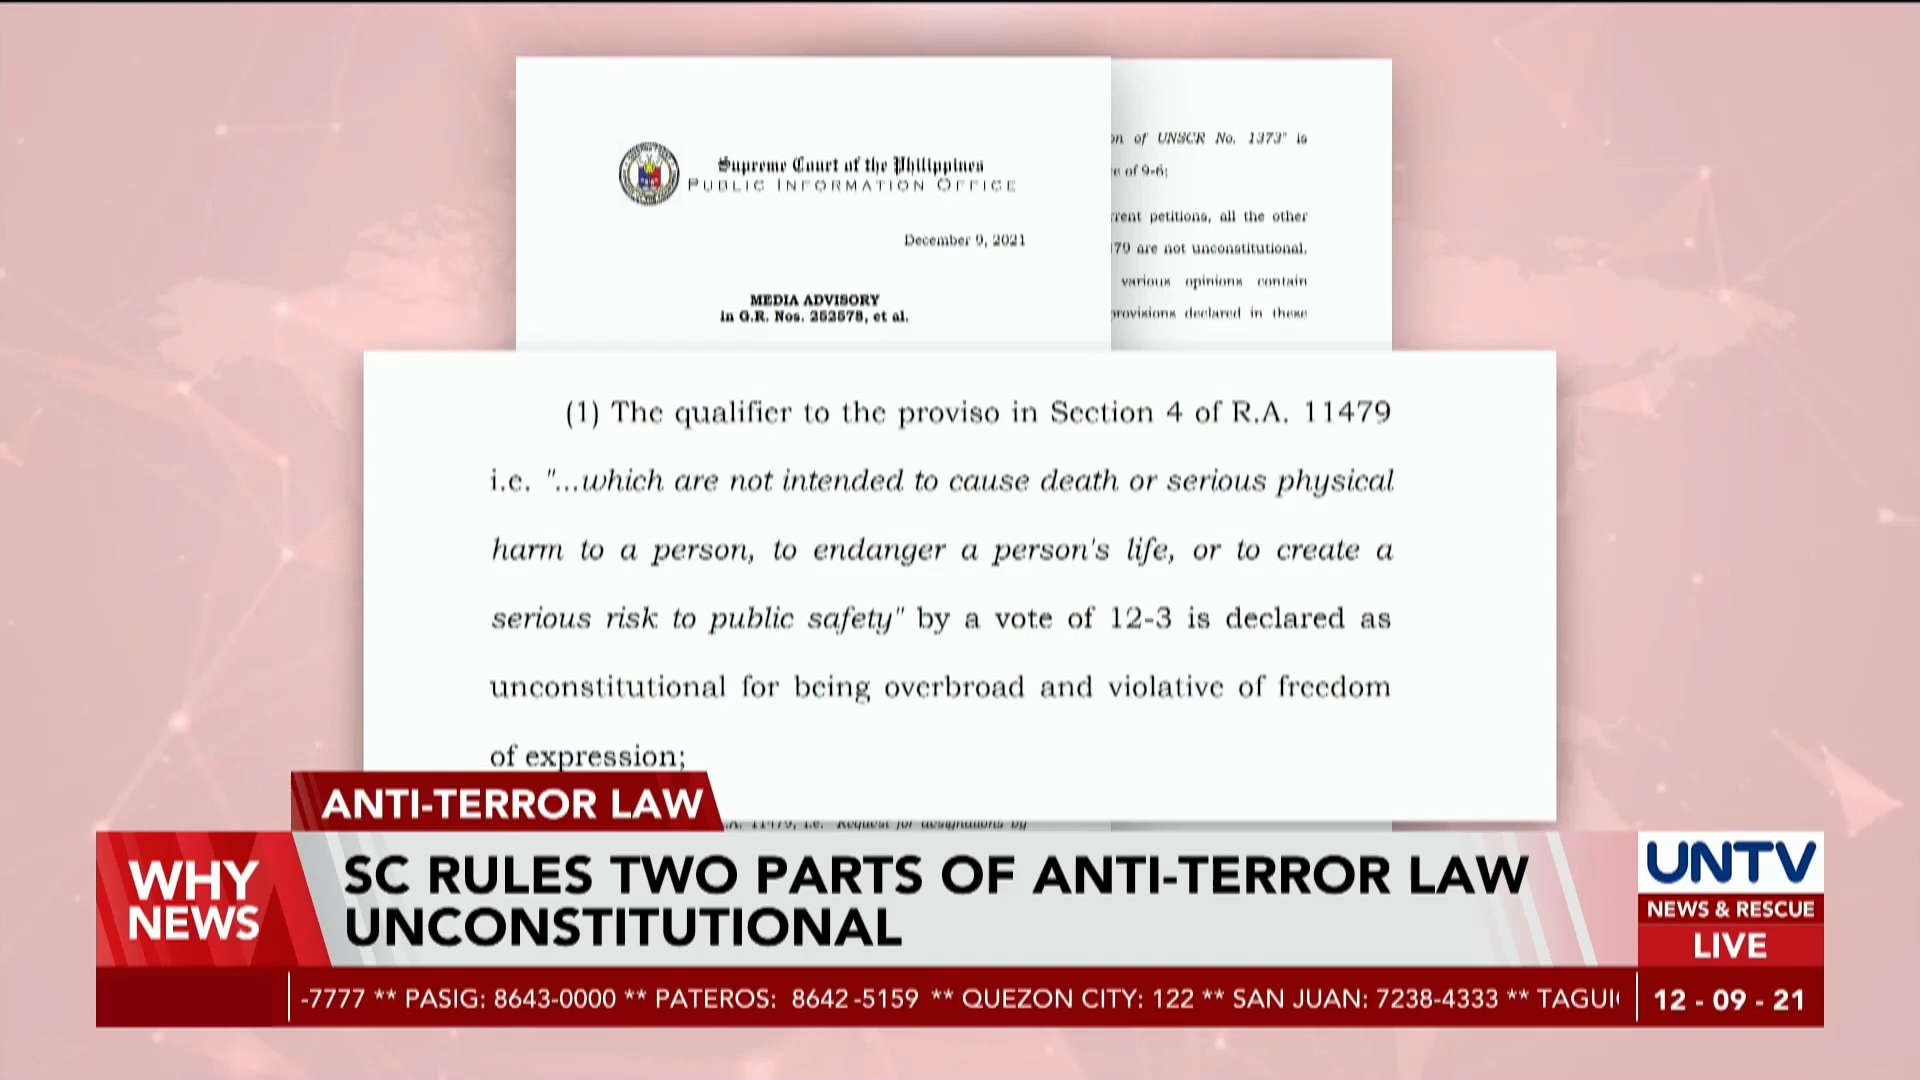 Supreme Court of the Philippines
PUBLIC INFORMATION OFFICE
December 9, 2021
MEDIA ADVISORY
in G.R. Nos. 252578, et al.
of UNSCR No. 1373" is
of 9-6;
petitions, all the other
79 are not unconstitutional.
various opinions contain
provisions declared in these
(1) The qualifier to the proviso in Section 4 of R.A. 11479
i.e. "...which are not intended to cause death or serious physical
harm to a person, to endanger a person's life, or to create a
serious risk to public safety" by a vote of 12-3 is declared as
unconstitutional for being overbroad and violative of freedom
of expression;
11479, i.e. Request for designations by
ANTI-TERROR LAW
WHY
NEWS
SC RULES TWO PARTS OF ANTI-TERROR LAW
UNCONSTITUTIONAL
UNTV
NEWS & RESCUE
LIVE
-7777 ** PASIG: 8643-0000 ** PATEROS: 8642-5159 ** QUEZON CITY: 122 ** SAN JUAN: 7238-4333 ** TAGUI
12 - 09 - 21